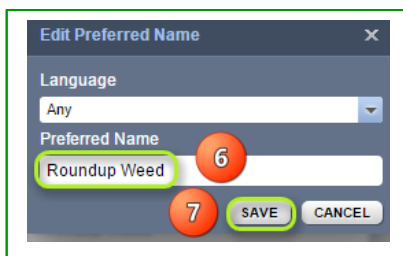 Edit Preferred Name X
Language
Any
Preferred Name
Roundup Weed 6
7 SAVE CANCEL